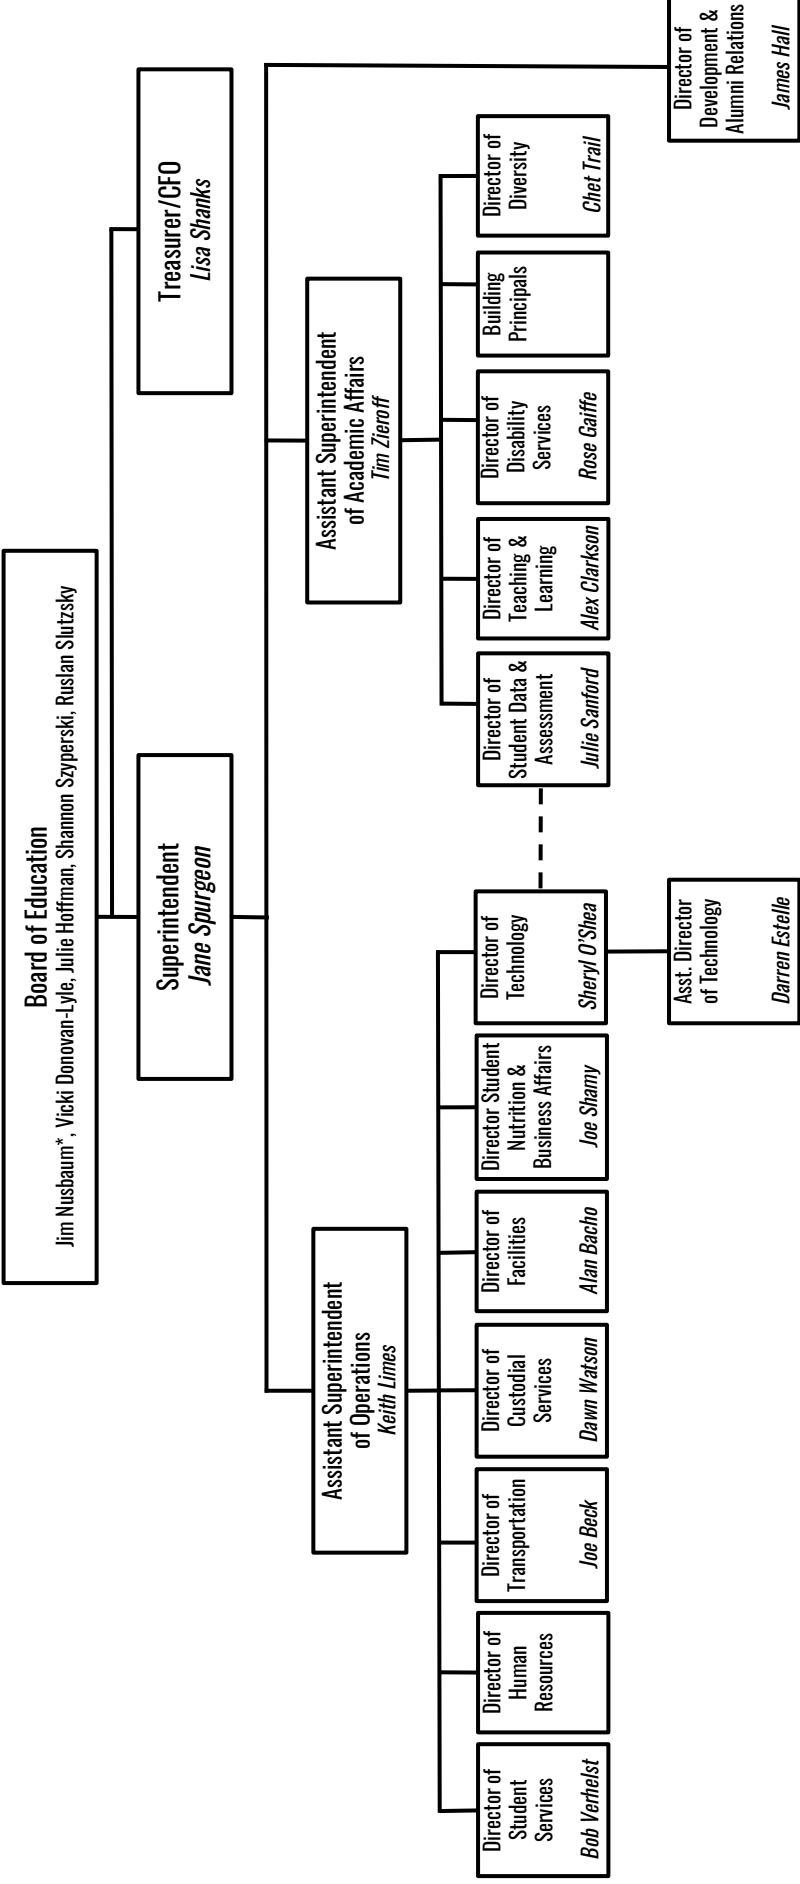 Board of Education
Jim Nusbaum*, Vicki Donovan-Lyle, Julie Hoffman, Shannon Szyperski, Ruslan Slutzsky
Superintendent
Jane Spurgeon
Treasurer/CFO
Lisa Shanks
Assistant Superintendent
of Operations
Keith Limes
Assistant Superintendent
of Academic Affairs
Tim Zieroff
Director of
Student
Services
Bob Verhelst
Director of
Human
Resources
Director of
Transportation
Joe Beck
Director of
Custodial
Services
Dawn Watson
Director of
Facilities
Alan Bacho
Director Student
Nutrition &
Business Affairs
Joe Shamy
Director of
Technology
Sheryl O'Shea
Director of
Student Data &
Assessment
Julie Sanford
Director of
Teaching &
Learning
Alex Clarkson
Director of
Disability
Services
Rose Gaiffe
Building
Principals
Director of
Diversity
Chet Trail
Asst. Director
of Technology
Darren Estelle
Director of
Development &
Alumni Relations
James Hall